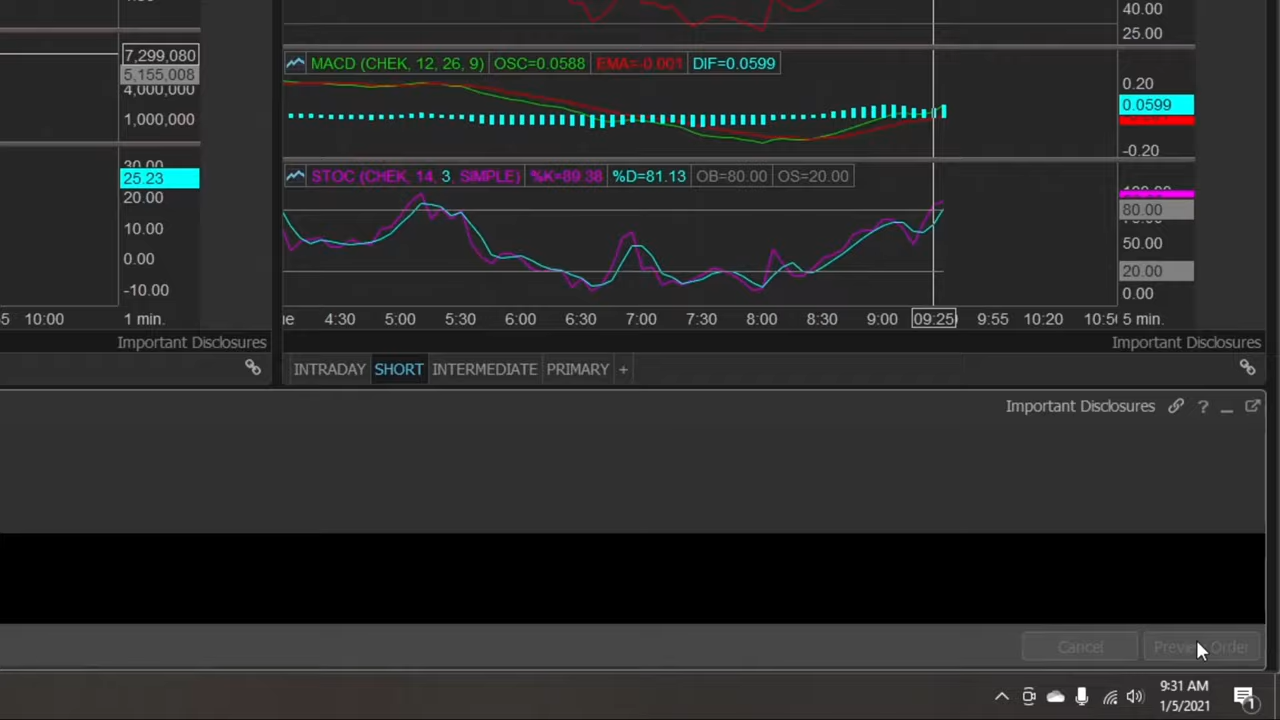 40.00
25.00
7,299,080
5,155,008
4,000,000
1,000,000
MACD (CHEK, 12, 26, 9) OSC=0.0588 EMA=-0.001 DIF=0.0599
0.20
0.0599
-0.20
30.00
25.23
20.00
10.00
0.00
-10.00
STOC (CHEK, 14, 3, SIMPLE) %K=89.38 %D=81.13 OB=80.00 OS=20.00
100.00
80.00
50.00
20.00
0.00
10:00 1 min.
4:30 5:00 5:30 6:00 6:30 7:00 7:30 8:00 8:30 9:00 09:25 9:55 10:20 5 min.
Important Disclosures
Important Disclosures
INTRADAY SHORT INTERMEDIATE PRIMARY +
Important Disclosures ?
Cancel Order
9:31 AM
1/5/2021
1